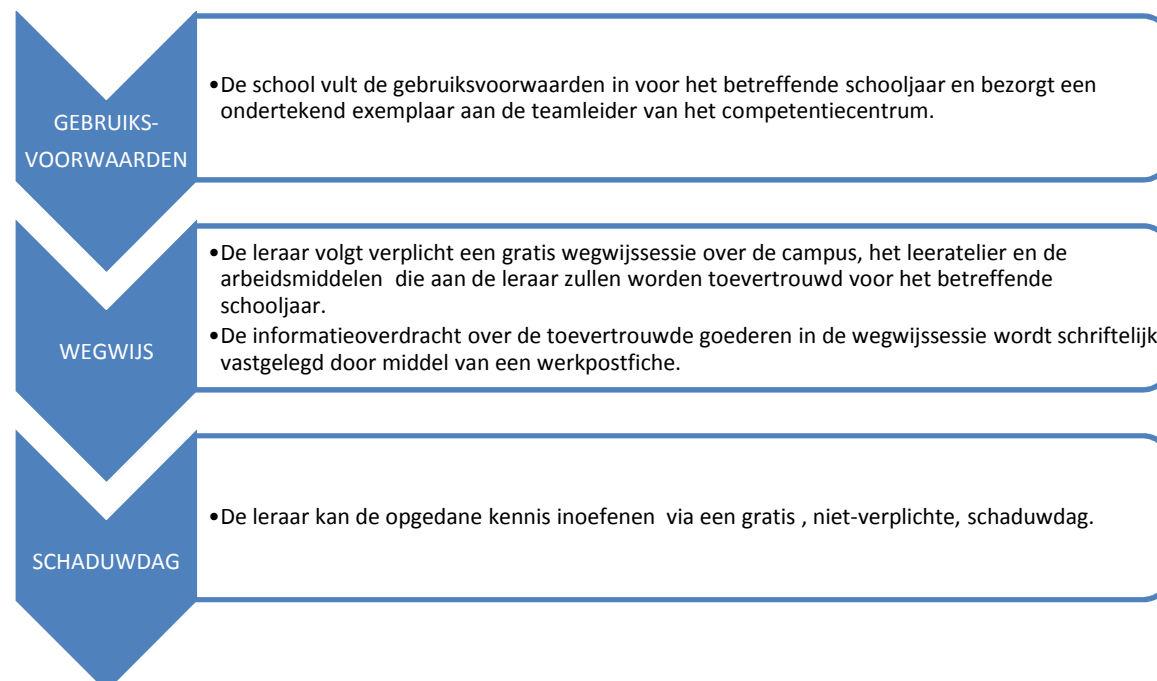 GEBRUIKS-
VOORWAARDEN
•De school vult de gebruiksvoorwaarden in voor het betreffende schooljaar en bezorgt een
ondertekend exemplaar aan de teamleider van het competentiecentrum.
WEGWIJS
•De leraar volgt verplicht een gratis wegwijssessie over de campus, het leeratelier en de
arbeidsmiddelen die aan de leraar zullen worden toevertrouwd voor het betreffende
schooljaar.
•De informatieoverdracht over de toevertrouwde goederen in de wegwijssessie wordt schriftelijk
vastgelegd door middel van een werkpostfiche.
SCHADUWDAG
•De leraar kan de opgedane kennis inoefenen via een gratis , niet-verplichte, schaduwdag.